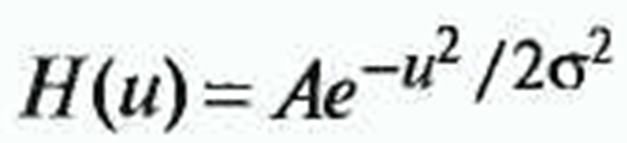 H(u) = Ae^{-u^2/2σ^2}